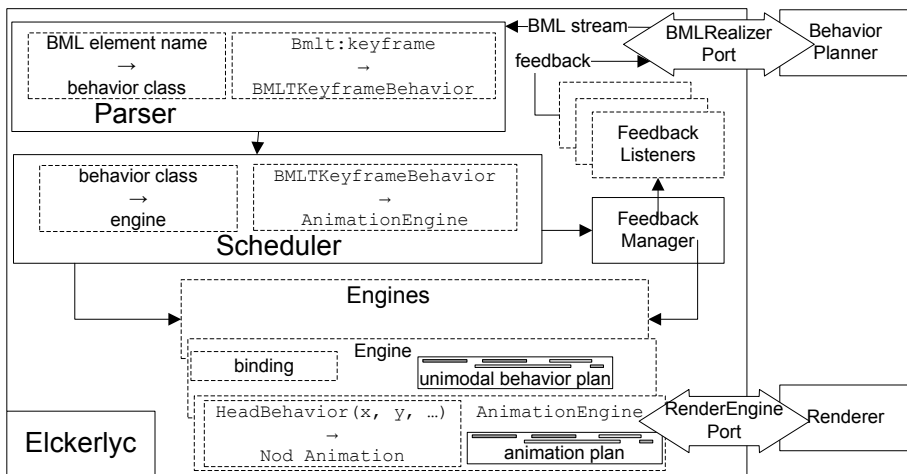 BML element name
→
behavior class
Bmlt:keyframe
→
BMLTKeyframeBehavior
Parser
BML stream
feedback
BMLRealizer
Port
Behavior
Planner
Feedback
Listeners
behavior class
→
engine
BMLTKeyframeBehavior
→
AnimationEngine
Scheduler
Feedback
Manager
Engines
Engine
binding
unimodal behavior plan
HeadBehavior(x, y, …)
→
Nod Animation
AnimationEngine
animation plan
RenderEngine
Port
Renderer
Elckerlyc